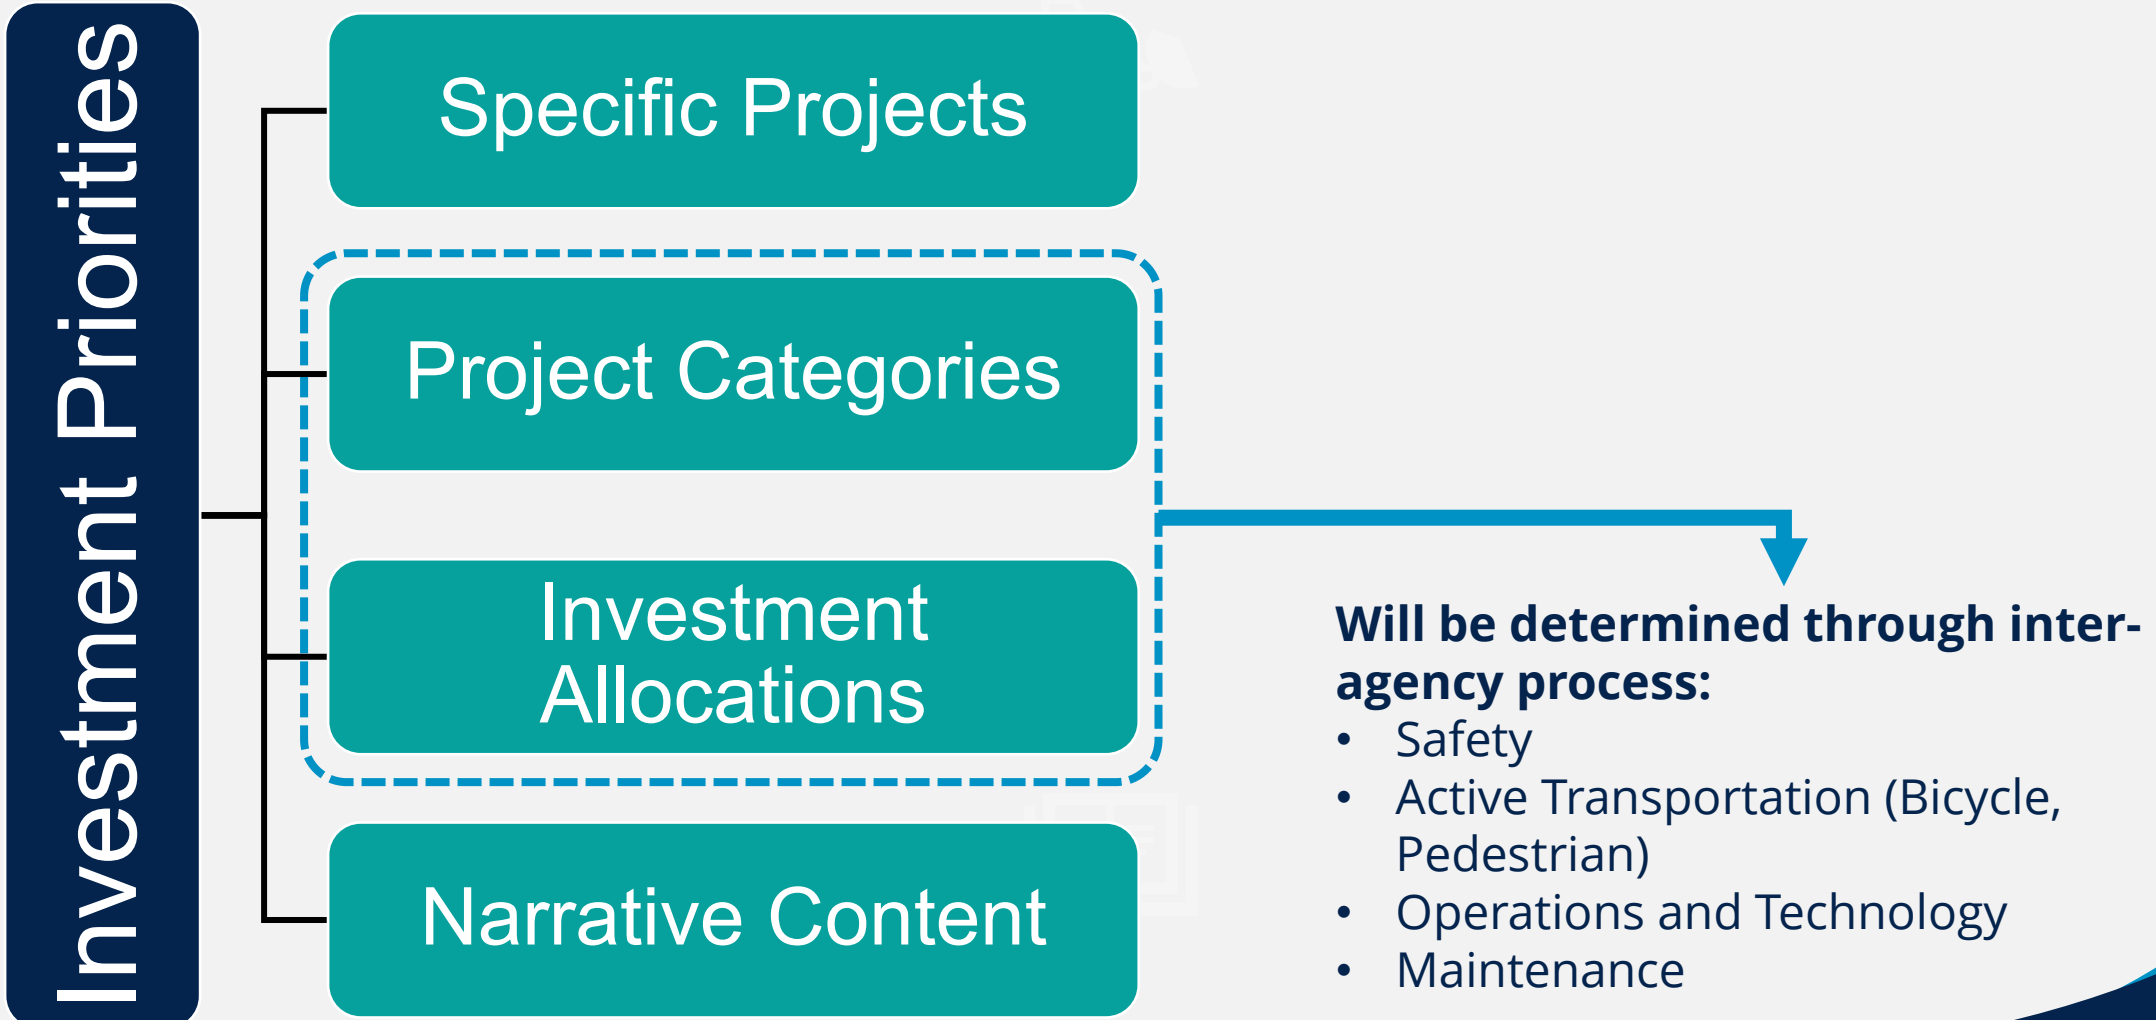 Investment Priorities
Specific Projects
Project Categories
Investment
Allocations
Narrative Content
Will be determined through inter-
agency process:
• Safety
• Active Transportation (Bicycle,
Pedestrian)
• Operations and Technology
• Maintenance